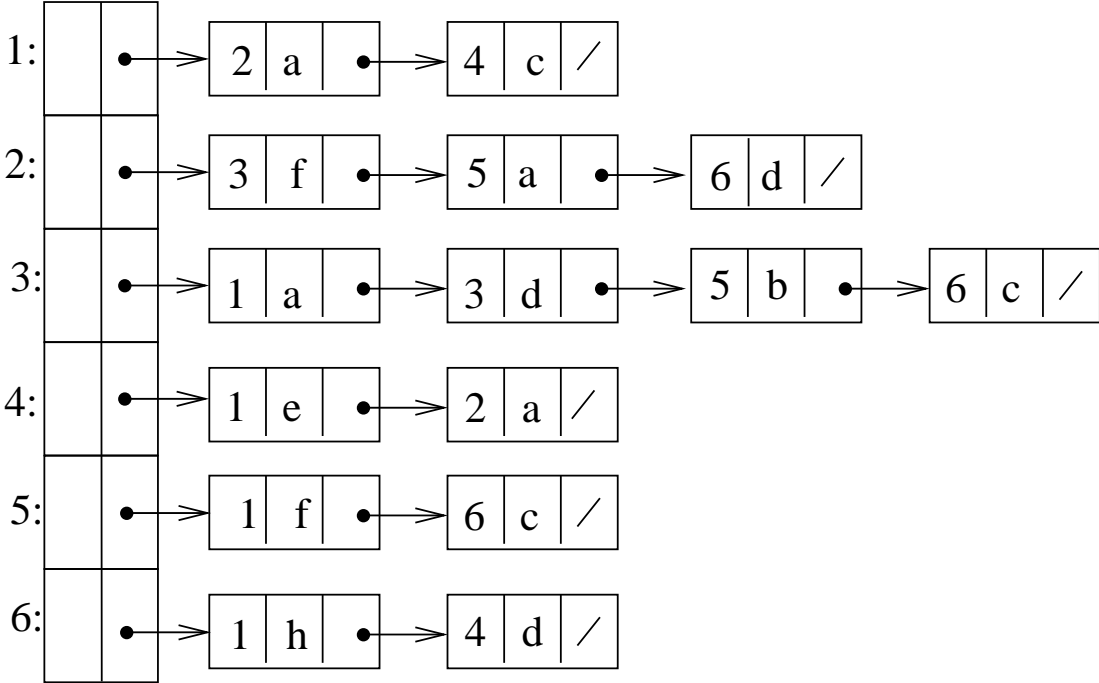 1: 2 a 4 c /
2: 3 f 5 a 6 d /
3: 1 a 3 d 5 b 6 c /
4: 1 e 2 a /
5: 1 f 6 c /
6: 1 h 4 d /